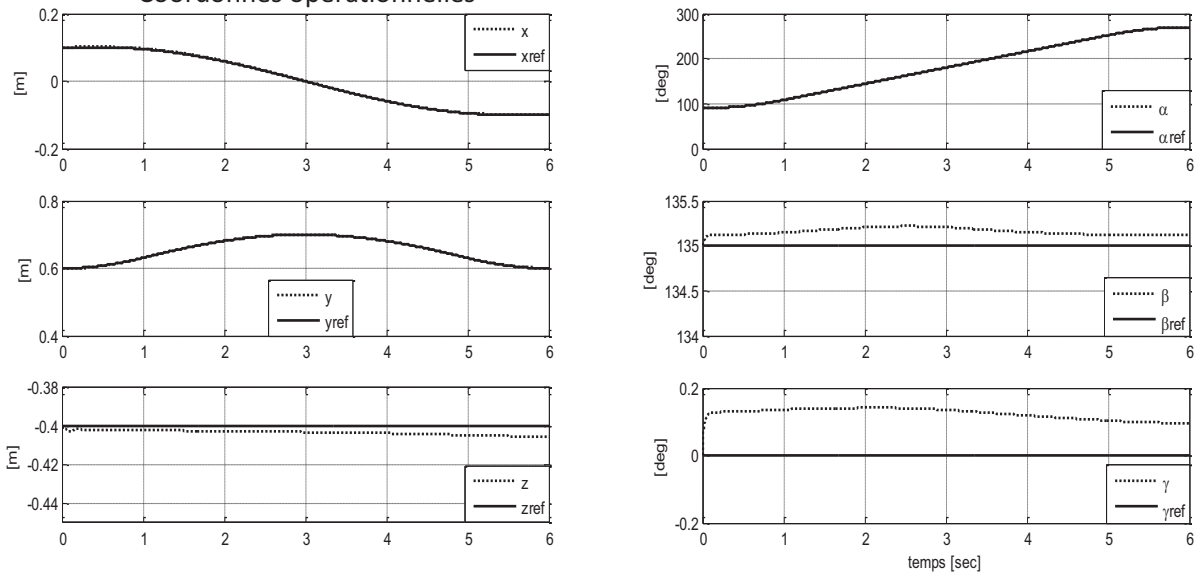 Coordonnés opérationnelles
0.2
0
-0.2
[m]
x
xref
0 1 2 3 4 5 6
300
200
100
0
[deg]
α
αref
0 1 2 3 4 5 6
0.8
0.6
0.4
[m]
y
yref
0 1 2 3 4 5 6
135.5
135
134.5
134
[deg]
β
βref
0 1 2 3 4 5 6
-0.38
-0.4
-0.42
-0.44
[m]
z
zref
0 1 2 3 4 5 6
0.2
0
-0.2
[deg]
γ
γref
0 1 2 3 4 5 6
temps [sec]